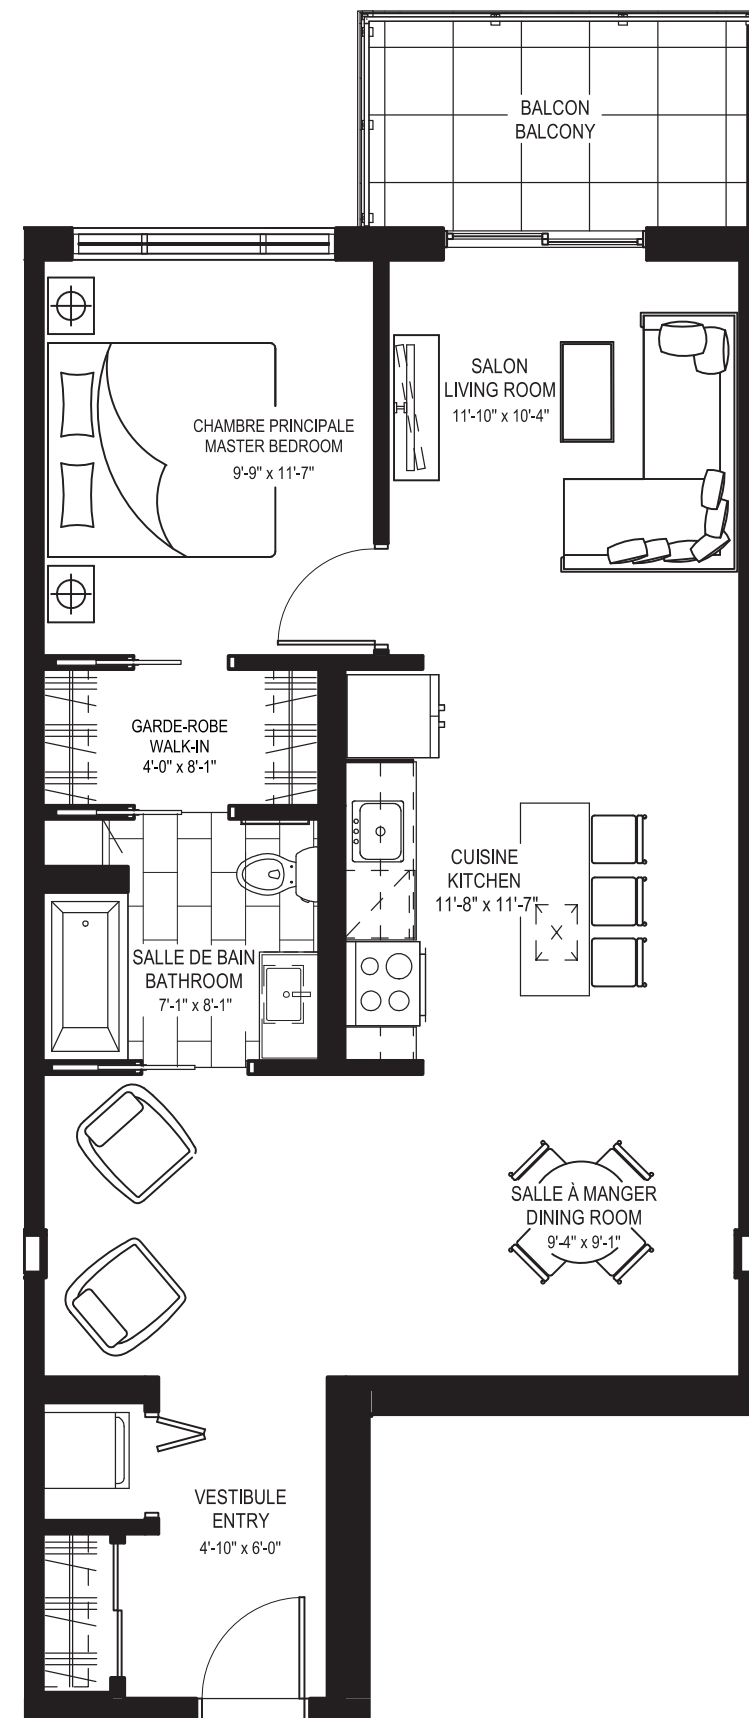 BALCON
BALCONY
SALON
LIVING ROOM
11'-10" x 10'-4"
CHAMBRE PRINCIPALE
MASTER BEDROOM
9'-9" x 11'-7"
GARDE-ROBE
WALK-IN
4'-0" x 8'-1"
CUISINE
KITCHEN
11'-8" x 11'-7"
SALLE DE BAIN
BATHROOM
7'-1" x 8'-1"
SALLE À MANGER
DINING ROOM
9'-4" x 9'-1"
VESTIBULE
ENTRY
4'-10" x 6'-0"